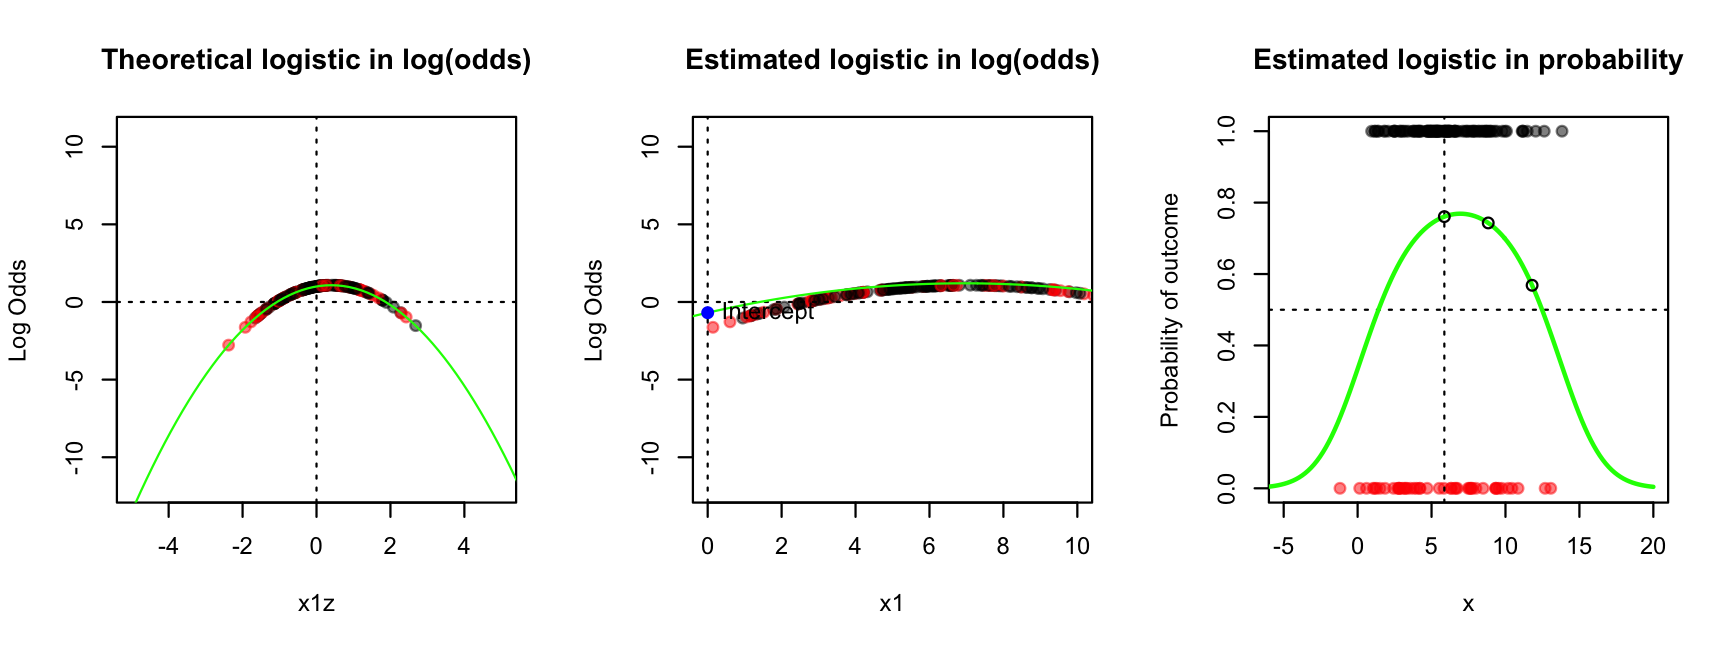 Theoretical logistic in log(odds)
Log Odds
10
5
0
-5
-10
-4 -2 0 2 4
x1z
Estimated logistic in log(odds)
Log Odds
10
5
0
-5
-10
Intercept
0 2 4 6 8 10
x1
Estimated logistic in probability
Probability of outcome
1.0
0.8
0.6
0.4
0.2
0.0
-5 0 5 10 15 20
x